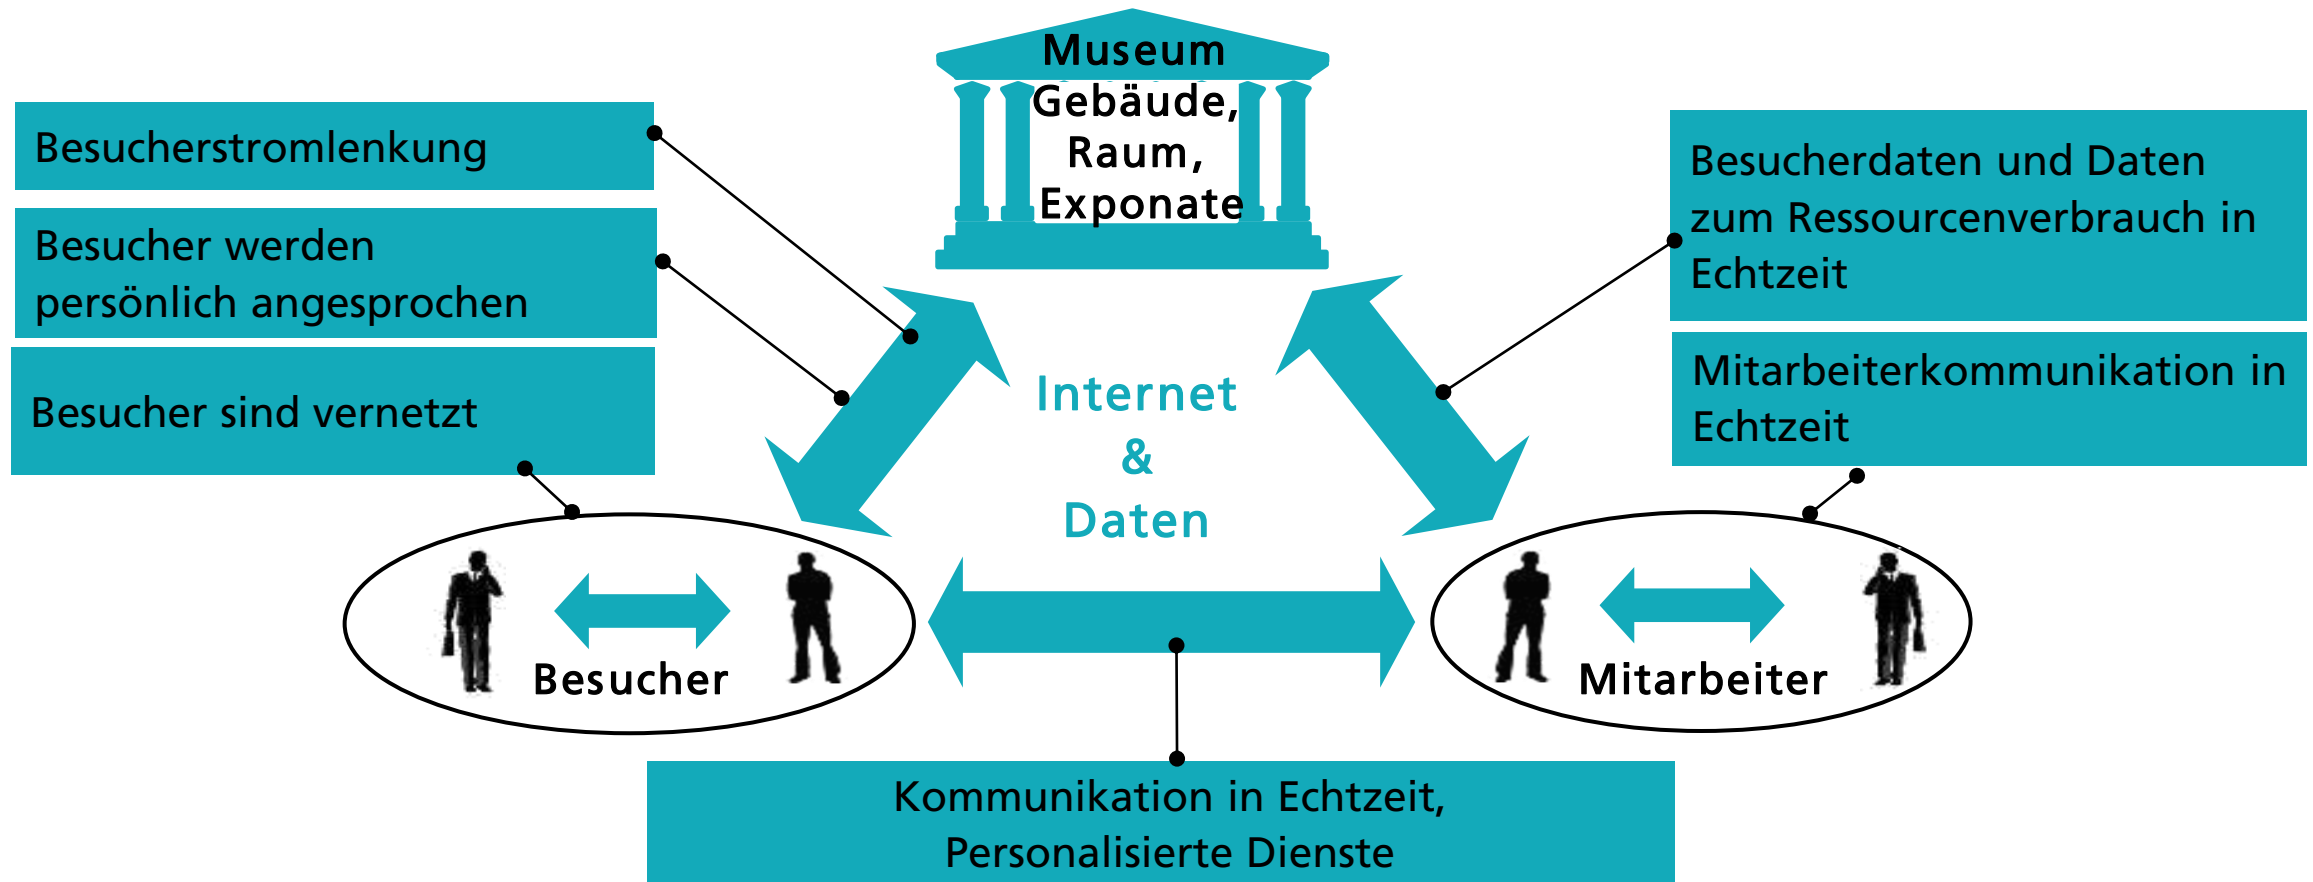 Museum
Gebäude,
Raum,
Exponate
Besucherstromlenkung
Besucher werden
persönlich angesprochen
Besucher sind vernetzt
Besucherdaten und Daten
zum Ressourcenverbrauch in
Echtzeit
Mitarbeiterkommunikation in
Echtzeit
Internet
&
Daten
Besucher
Mitarbeiter
Kommunikation in Echtzeit,
Personalisierte Dienste